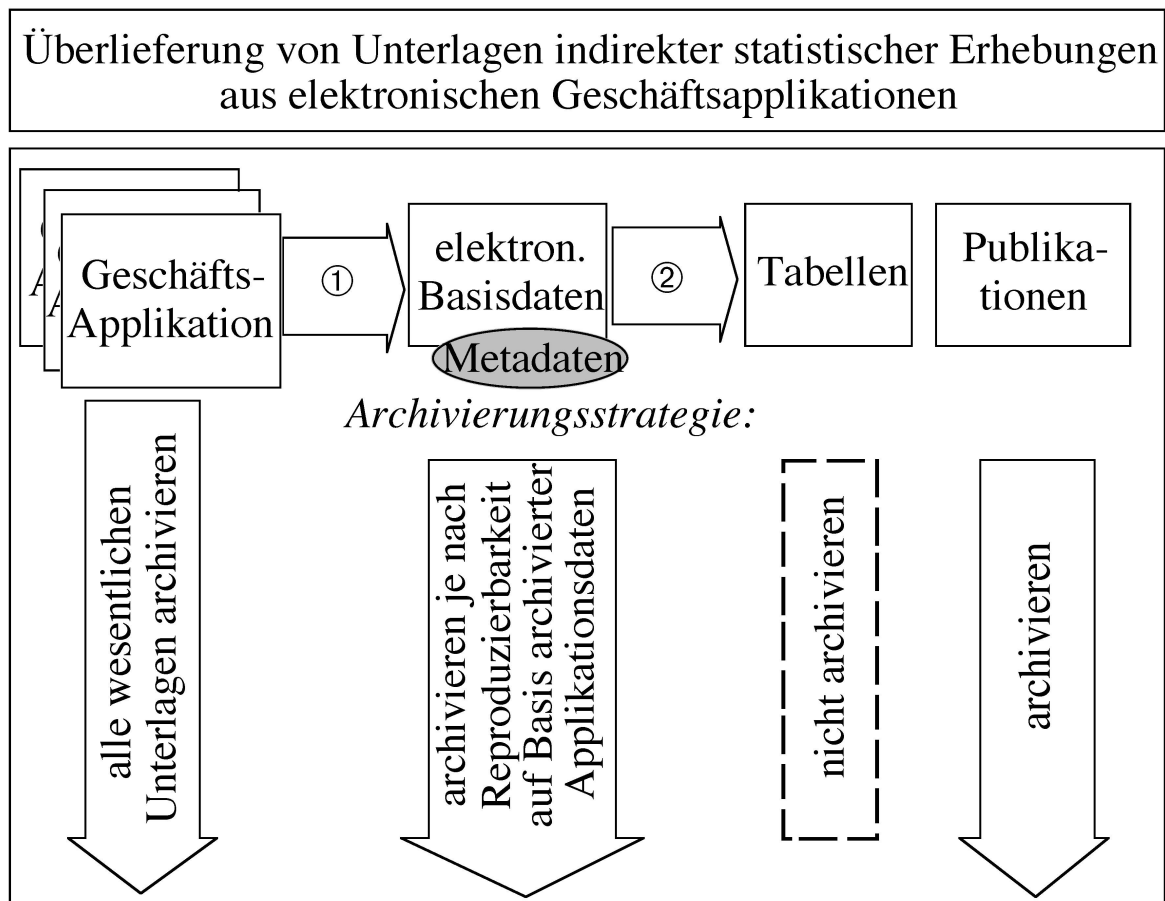 Überlieferung von Unterlagen indirekter statistischer Erhebungen
aus elektronischen Geschäftsapplikationen
Geschäfts-
Applikation
①
elektron.
Basisdaten
Metadaten
②
Tabellen
Publika-
tionen
Archivierungsstrategie:
alle wesentlichen
Unterlagen archivieren
archivieren je nach
Reproduzierbarkeit
auf Basis archivierter
Applikationsdaten
nicht archivieren
archivieren